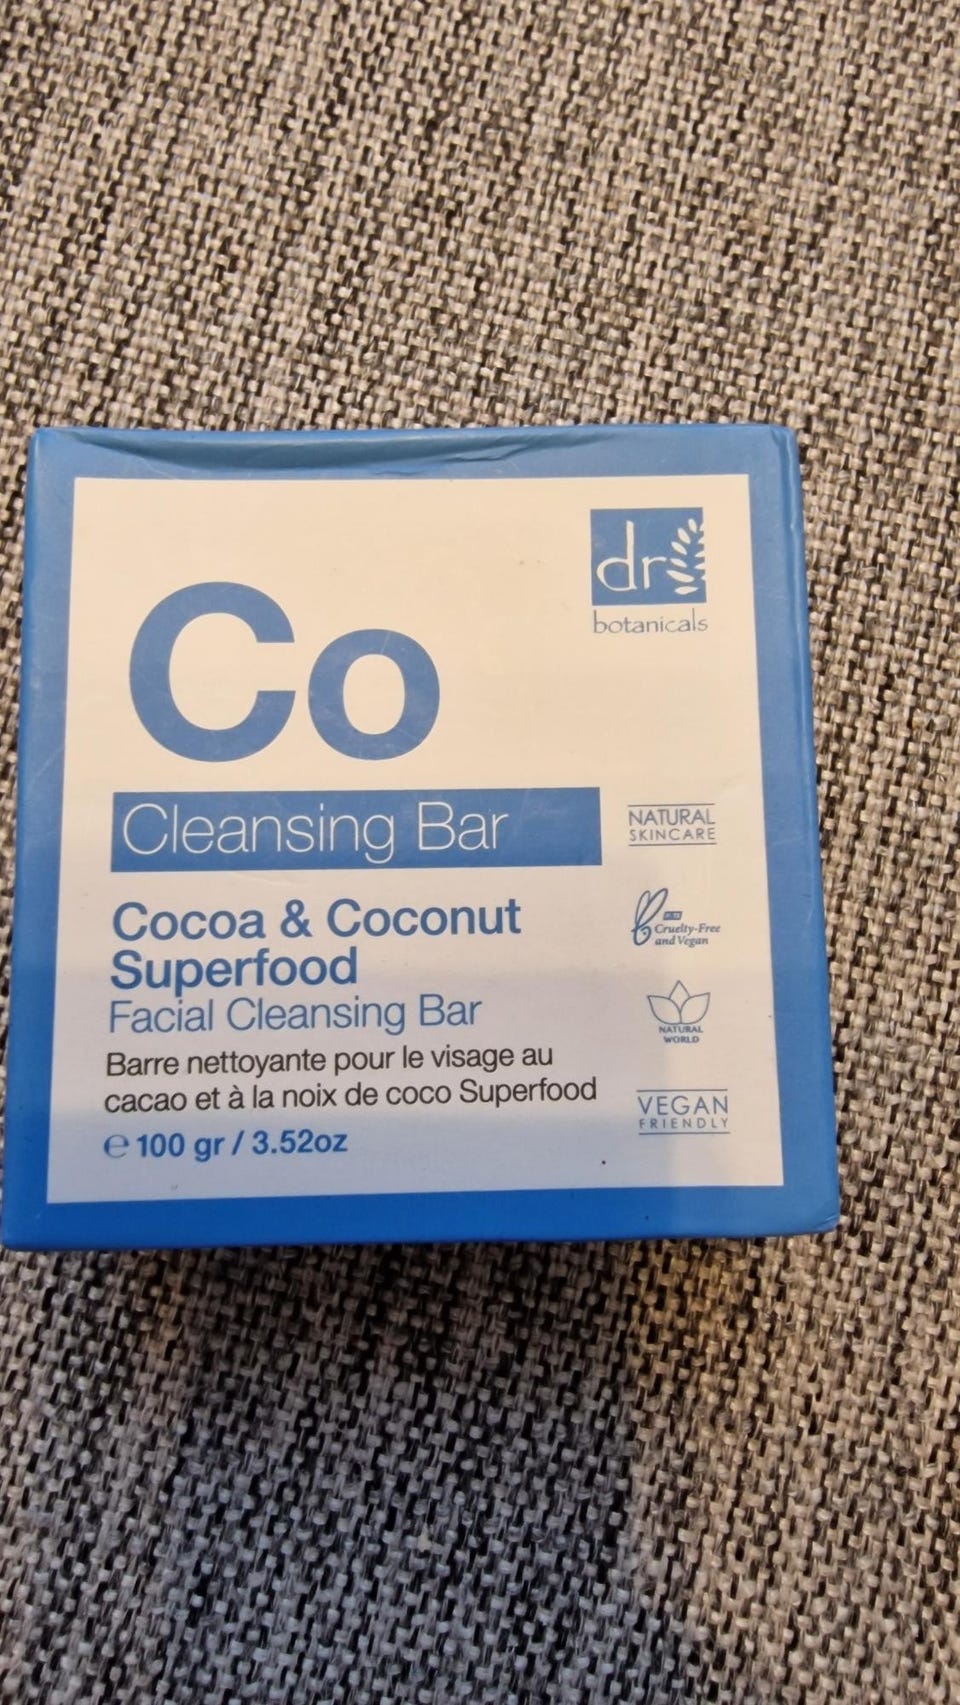 dr
botanicals
Co
Cleansing Bar
Cocoa & Coconut
Superfood
Facial Cleansing Bar
Barre nettoyante pour le visage au
cacao et à la noix de coco Superfood
℮ 100 gr / 3.52oz
NATURAL
SKINCARE
Cruelty-Free
and Vegan
NATURAL
WORLD
VEGAN
FRIENDLY